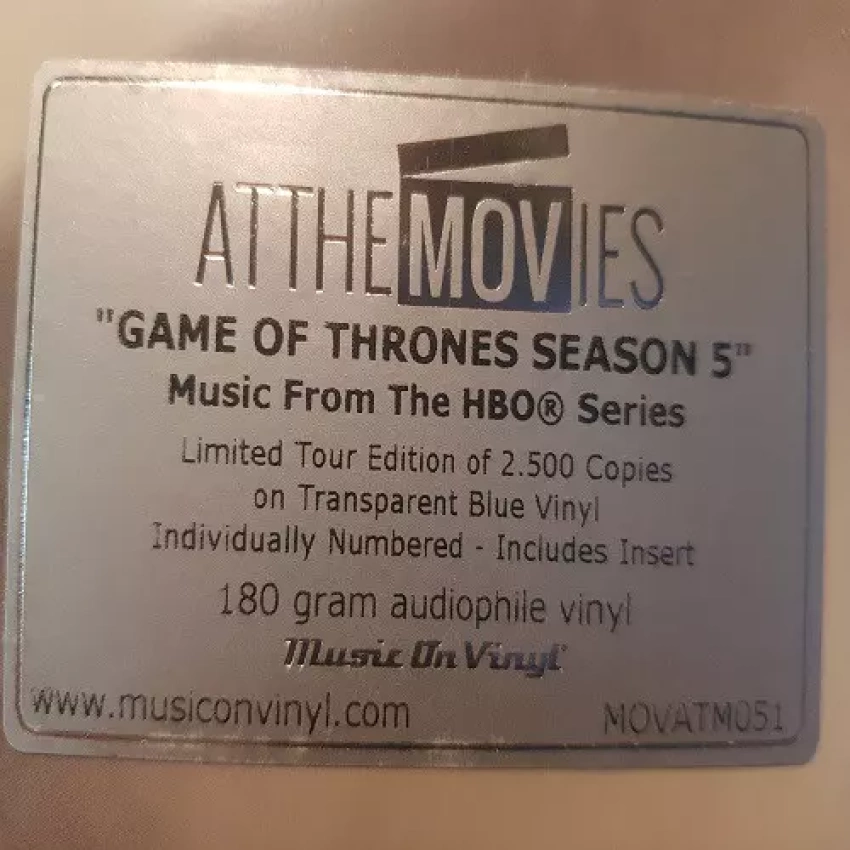 ATTHEMOVIES
"GAME OF THRONES SEASON 5"
Music From The HBO® Series
Limited Tour Edition of 2.500 Copies
on Transparent Blue Vinyl
Individually Numbered - Includes Insert
180 gram audiophile vinyl
Music On Vinyl
www.musiconvinyl.com MOVATM051